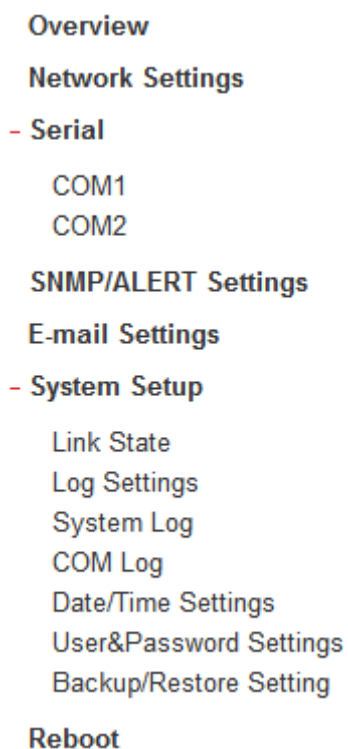 Overview
Network Settings
- Serial
COM1
COM2
SNMP/ALERT Settings
E-mail Settings
- System Setup
Link State
Log Settings
System Log
COM Log
Date/Time Settings
User&Password Settings
Backup/Restore Setting
Reboot